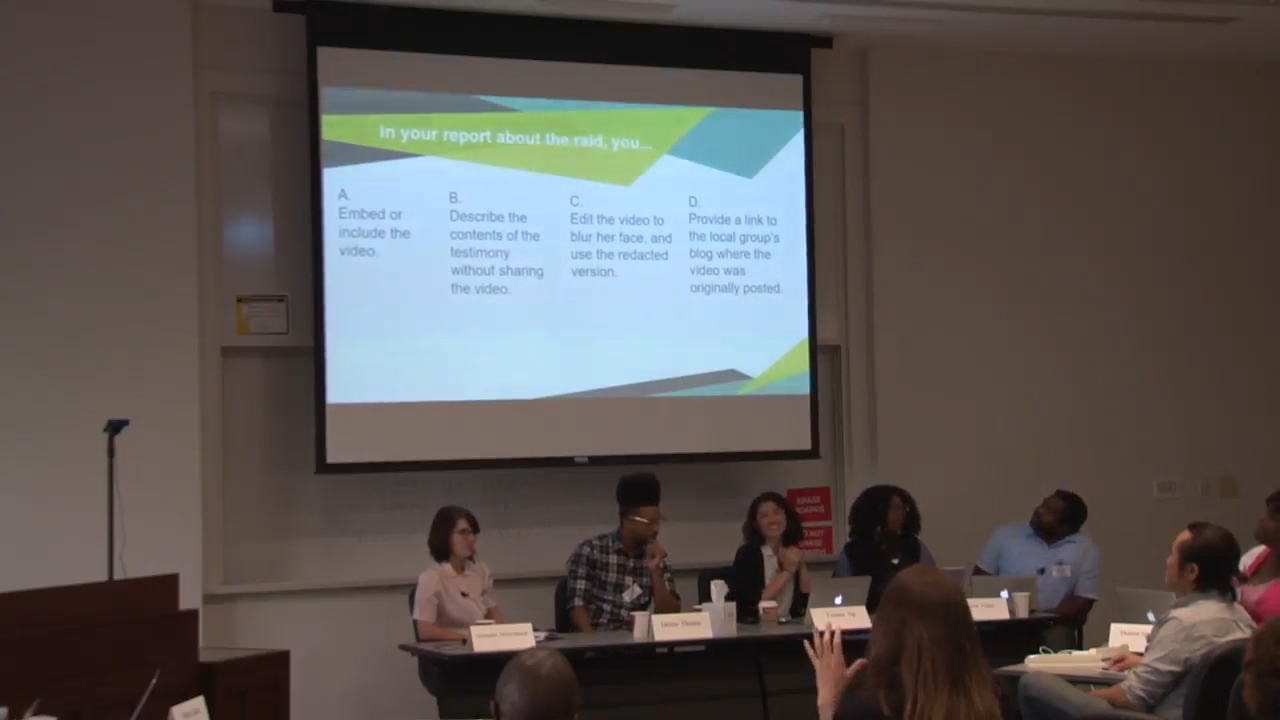 In your report about the raid, you...
A.
Embed or
include the
video.
B.
Describe the
contents of the
testimony
without sharing
the video.
C.
Edit the video to
blur her face, and
use the redacted
version.
D.
Provide a link to
the local group's
blog where the
video was
originally posted.
ERASE